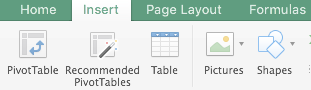 Home Insert Page Layout Formulas
PivotTable Recommended PivotTables Table Pictures Shapes